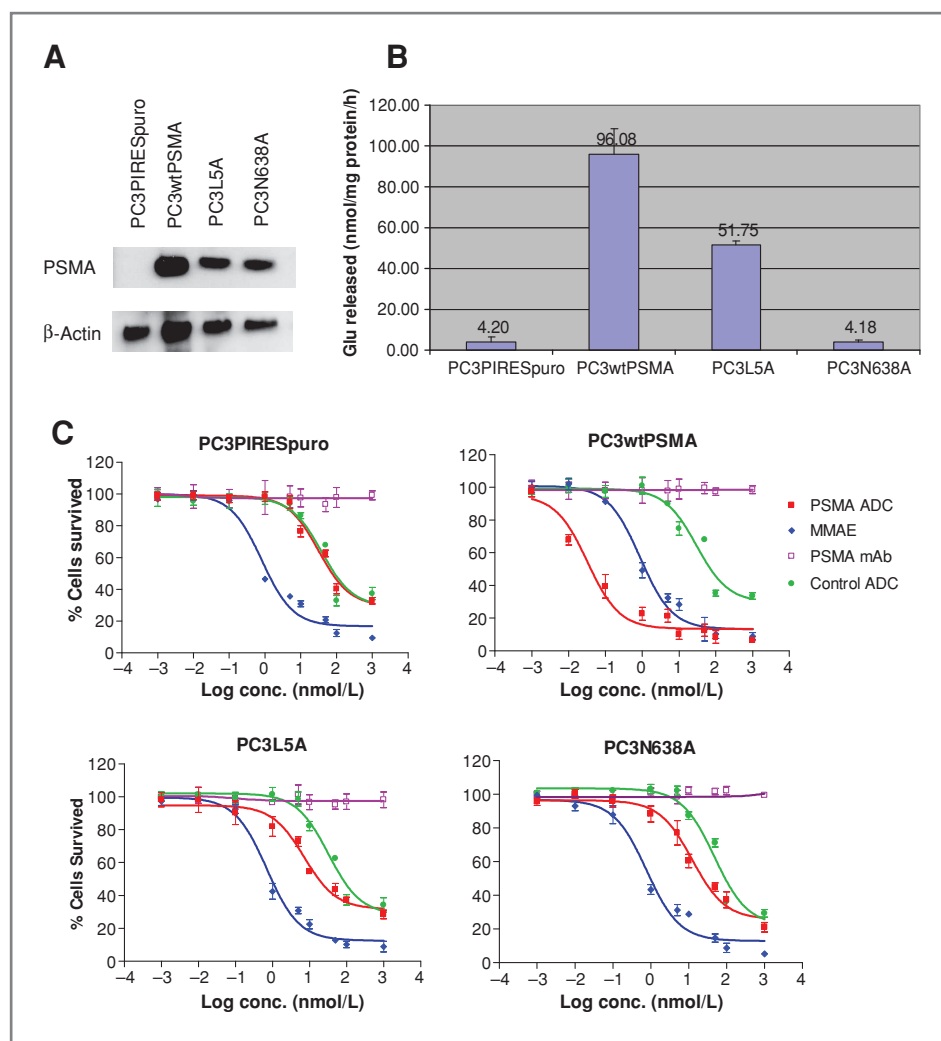 A
PC3PIRESpuro
PC3wtPSMA
PC3L5A
PC3N638A
PSMA
β-Actin
B
Glu released (nmol/mg protein/h)
120.00
100.00
80.00
60.00
40.00
20.00
0.00
4.20
96.08
51.75
4.18
PC3PIRESpuro PC3wtPSMA PC3L5A PC3N638A
C
PC3PIRESpuro
% Cells survived
120
100
80
60
40
20
0
−4 −3 −2 −1 0 1 2 3 4
Log conc. (nmol/L)
PC3wtPSMA
120
100
80
60
40
20
0
−4 −3 −2 −1 0 1 2 3 4
Log conc. (nmol/L)
PSMA ADC
MMAE
PSMA mAb
Control ADC
PC3L5A
% Cells Survived
120
100
80
60
40
20
0
−4 −3 −2 −1 0 1 2 3 4
Log conc. (nmol/L)
PC3N638A
120
100
80
60
40
20
0
−4 −3 −2 −1 0 1 2 3 4
Log conc. (nmol/L)